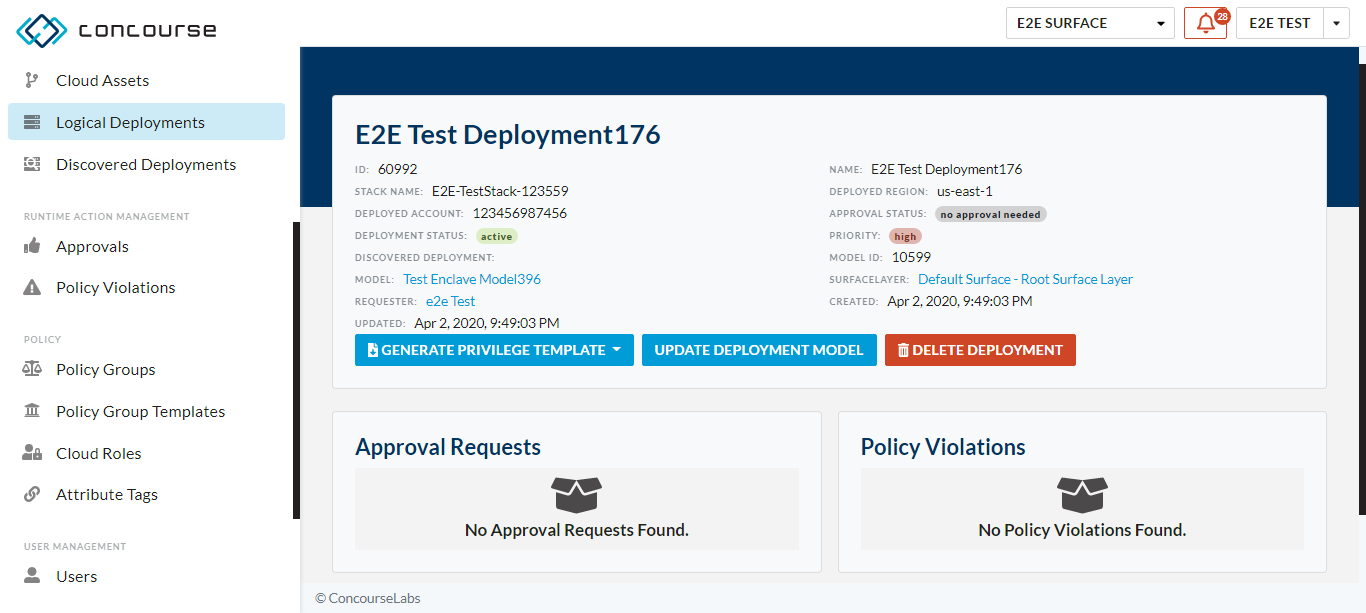 concourse
E2E SURFACE
28
E2E TEST
Cloud Assets
Logical Deployments
Discovered Deployments
RUNTIME ACTION MANAGEMENT
Approvals
Policy Violations
POLICY
Policy Groups
Policy Group Templates
Cloud Roles
Attribute Tags
USER MANAGEMENT
Users
E2E Test Deployment176
ID: 60992
NAME: E2E Test Deployment176
STACK NAME: E2E-TestStack-123559
DEPLOYED REGION: us-east-1
DEPLOYED ACCOUNT: 123456987456
APPROVAL STATUS: no approval needed
DEPLOYMENT STATUS: active
PRIORITY: high
DISCOVERED DEPLOYMENT:
MODEL ID: 10599
MODEL: Test Enclave Model396
SURFACELAYER: Default Surface - Root Surface Layer
REQUESTER: e2e Test
CREATED: Apr 2, 2020, 9:49:03 PM
UPDATED: Apr 2, 2020, 9:49:03 PM
GENERATE PRIVILEGE TEMPLATE
UPDATE DEPLOYMENT MODEL
DELETE DEPLOYMENT
Approval Requests
No Approval Requests Found.
Policy Violations
No Policy Violations Found.
© ConcourseLabs